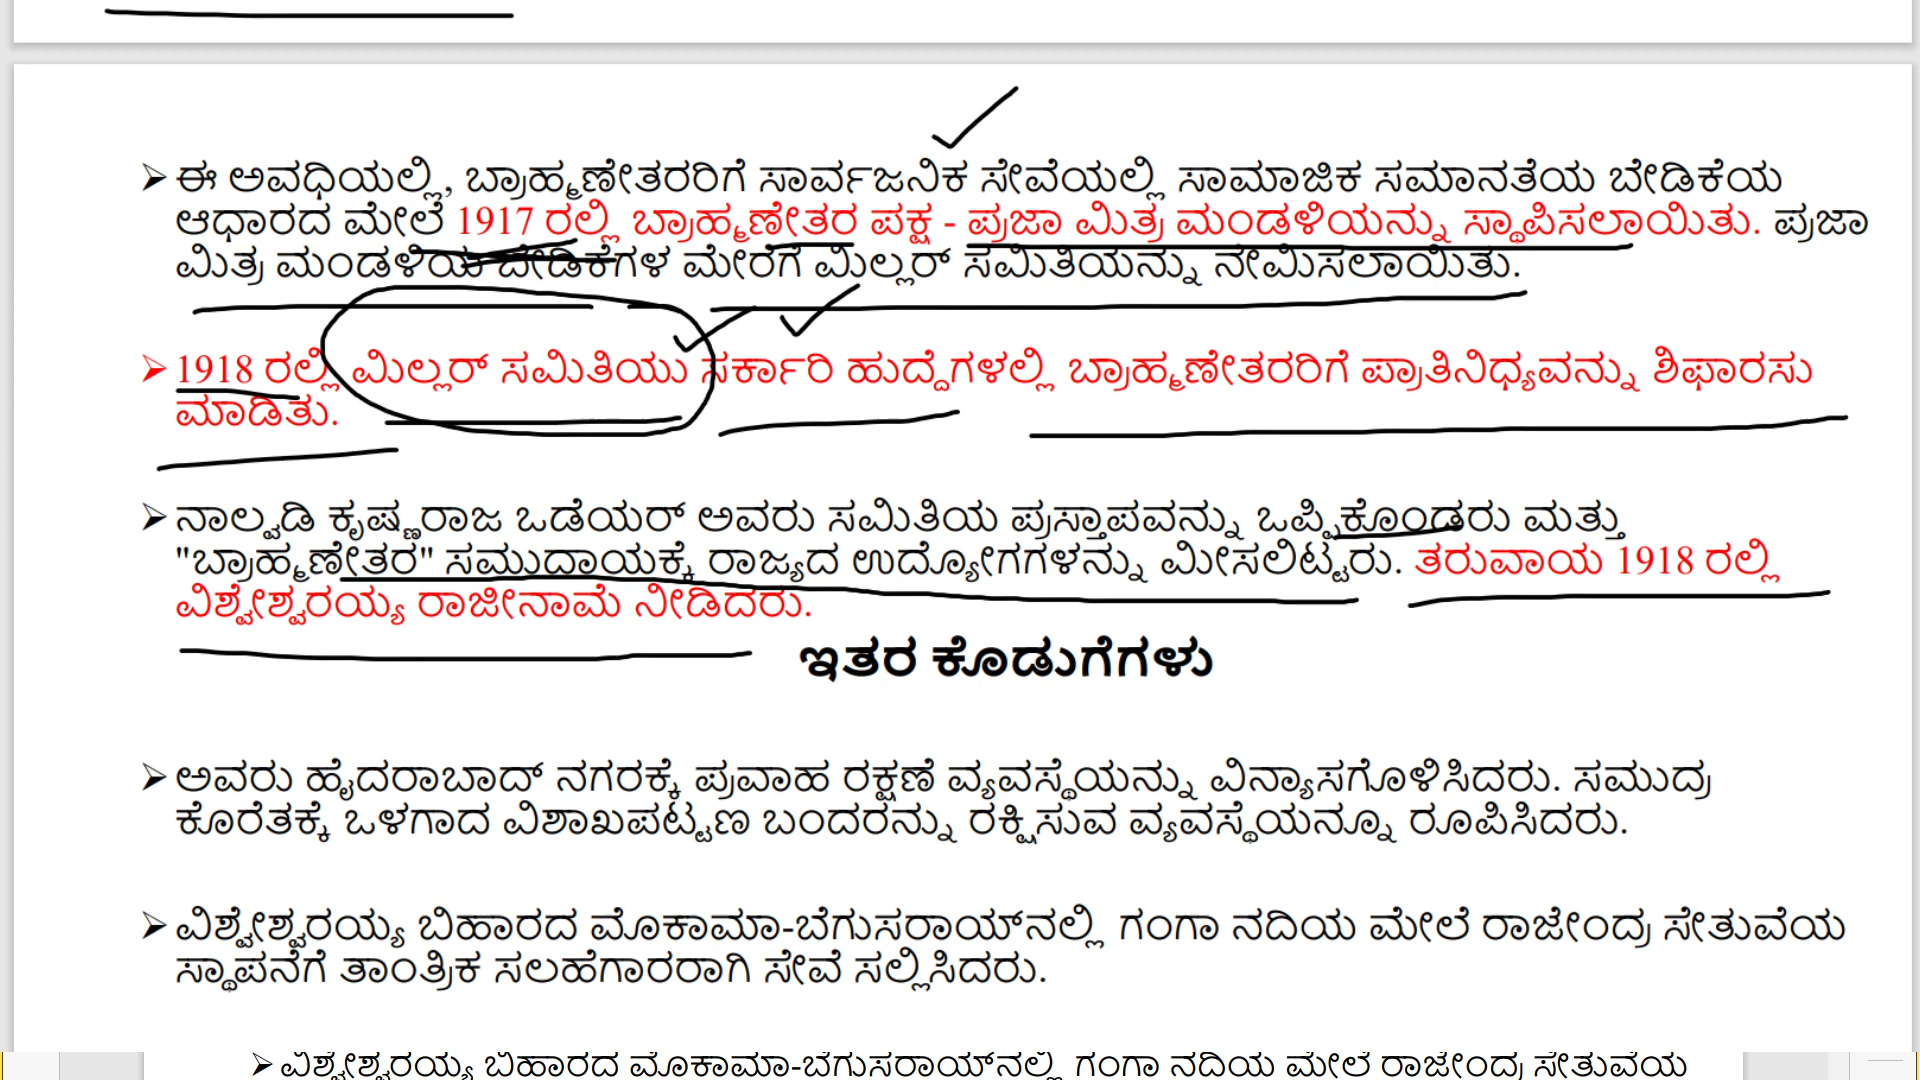 ➢ಈ ಅವಧಿಯಲ್ಲಿ, ಬ್ರಾಹ್ಮಣೇತರರಿಗೆ ಸಾರ್ವಜನಿಕ ಸೇವೆಯಲ್ಲಿ ಸಾಮಾಜಿಕ ಸಮಾನತೆಯ ಬೇಡಿಕೆಯ
ಆಧಾರದ ಮೇಲೆ 1917 ರಲ್ಲಿ ಬ್ರಾಹ್ಮಣೇತರ ಪಕ್ಷ - ಪ್ರಜಾ ಮಿತ್ರ ಮಂಡಳಿಯನ್ನು ಸ್ಥಾಪಿಸಲಾಯಿತು. ಪ್ರಜಾ
ಮಿತ್ರ ಮಂಡಳಿಯ ಬೇಡಿಕೆಗಳ ಮೇರೆಗೆ ಮಿಲ್ಲರ್ ಸಮಿತಿಯನ್ನು ನೇಮಿಸಲಾಯಿತು.
➢1918 ರಲ್ಲಿ ಮಿಲ್ಲರ್ ಸಮಿತಿಯು ಸರ್ಕಾರಿ ಹುದ್ದೆಗಳಲ್ಲಿ ಬ್ರಾಹ್ಮಣೇತರರಿಗೆ ಪ್ರಾತಿನಿಧ್ಯವನ್ನು ಶಿಫಾರಸು
ಮಾಡಿತು.
➢ನಾಲ್ವಡಿ ಕೃಷ್ಣರಾಜ ಒಡೆಯರ್ ಅವರು ಸಮಿತಿಯ ಪ್ರಸ್ತಾಪವನ್ನು ಒಪ್ಪಿಕೊಂಡರು ಮತ್ತು
"ಬ್ರಾಹ್ಮಣೇತರ" ಸಮುದಾಯಕ್ಕೆ ರಾಜ್ಯದ ಉದ್ಯೋಗಗಳನ್ನು ಮೀಸಲಿಟ್ಟರು. ತರುವಾಯ 1918 ರಲ್ಲಿ
ವಿಶ್ವೇಶ್ವರಯ್ಯ ರಾಜೀನಾಮೆ ನೀಡಿದರು.
ಇತರ ಕೊಡುಗೆಗಳು
➢ಅವರು ಹೈದರಾಬಾದ್ ನಗರಕ್ಕೆ ಪ್ರವಾಹ ರಕ್ಷಣೆ ವ್ಯವಸ್ಥೆಯನ್ನು ವಿನ್ಯಾಸಗೊಳಿಸಿದರು. ಸಮುದ್ರ
ಕೊರೆತಕ್ಕೆ ಒಳಗಾದ ವಿಶಾಖಪಟ್ಟಣ ಬಂದರನ್ನು ರಕ್ಷಿಸುವ ವ್ಯವಸ್ಥೆಯನ್ನೂ ರೂಪಿಸಿದರು.
➢ವಿಶ್ವೇಶ್ವರಯ್ಯ ಬಿಹಾರದ ಮೊಕಾಮಾ-ಬೆಗುಸರಾಯ್‌ನಲ್ಲಿ ಗಂಗಾ ನದಿಯ ಮೇಲೆ ರಾಜೇಂದ್ರ ಸೇತುವೆಯ
ಸ್ಥಾಪನೆಗೆ ತಾಂತ್ರಿಕ ಸಲಹೆಗಾರರಾಗಿ ಸೇವೆ ಸಲ್ಲಿಸಿದರು.
➢ವಿಶ್ವೇಶ್ವರಯ್ಯ ಬಿಹಾರದ ಮೊಕಾಮಾ-ಬೆಗುಸರಾಯ್‌ನಲ್ಲಿ ಗಂಗಾ ನದಿಯ ಮೇಲೆ ರಾಜೇಂದ್ರ ಸೇತುವೆಯ